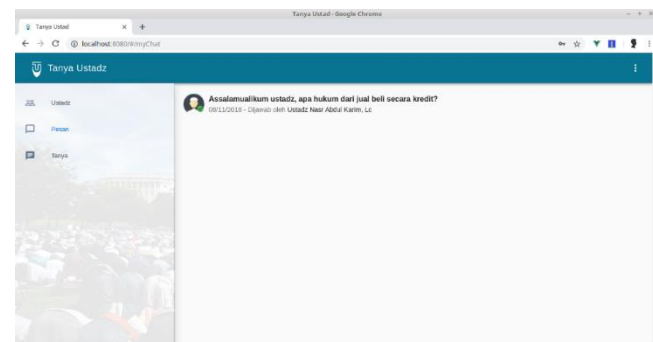 Tanya Ustad - Google Chrome
Tanya Ustad
localhost:8080/#/myChat
Tanya Ustadz
Ustadz
Pesan
Tanya
Assalamualikum ustadz, apa hukum dari jual beli secara kredit?
08/11/2018 - Dijawab oleh Ustadz Nasr Abdul Karim, Lc